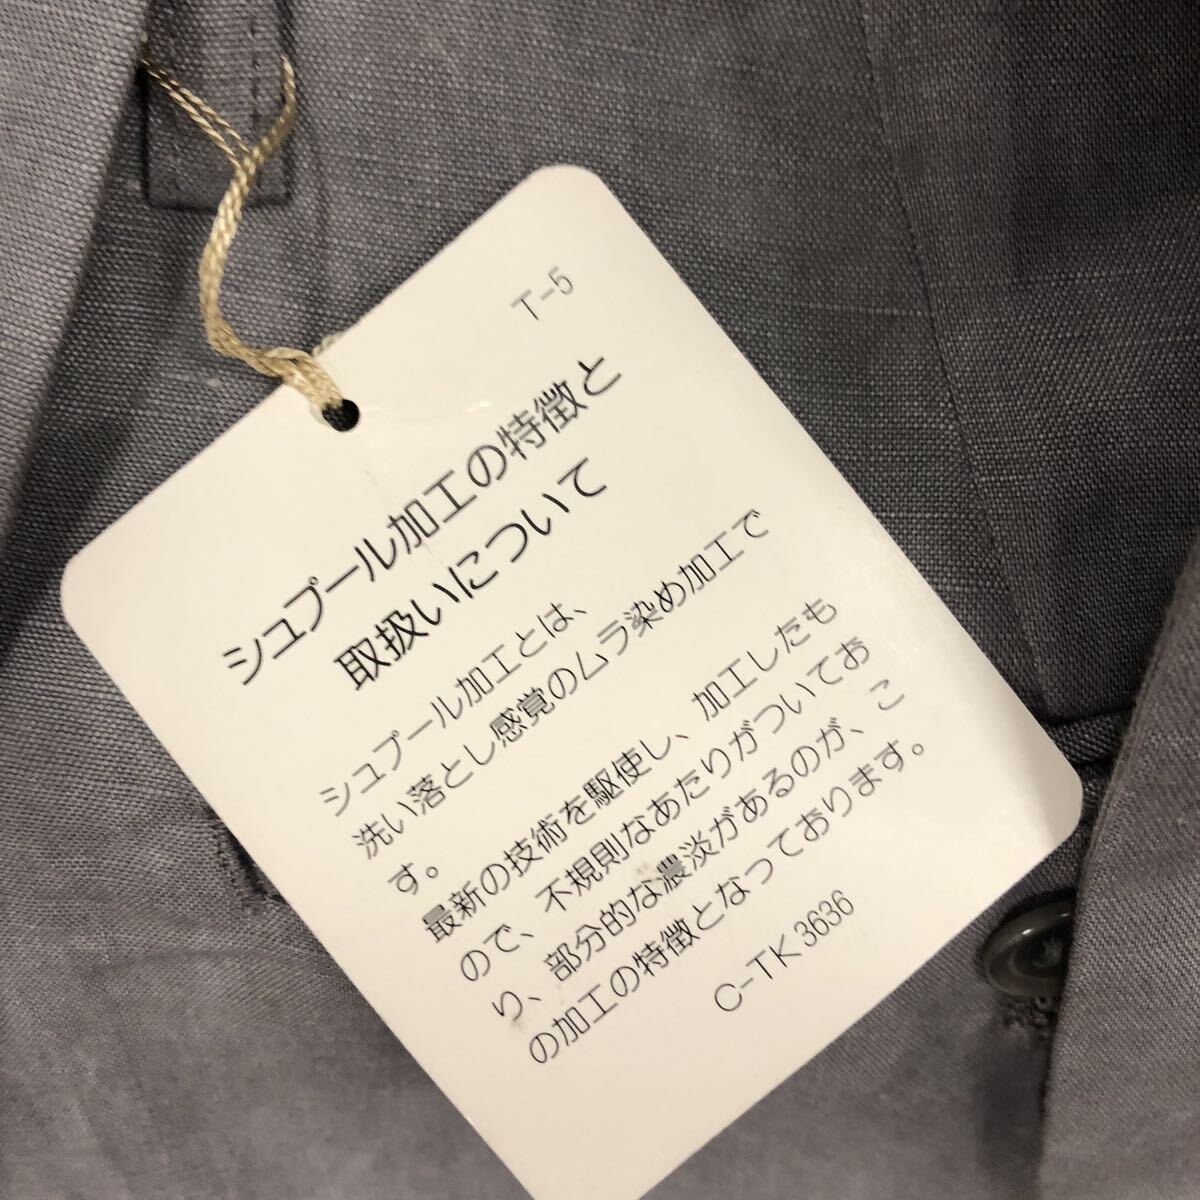 T-5
シュプール加工の特徴と
取扱いについて
シュプール加工とは、
洗い落とし感覚のムラ染め加工で
す。
最新の技術を駆使し、加工したも
ので、不規則なあたりがついてお
り、部分的な濃淡があるのが、こ
の加工の特徴となっております。
C-TK 3636